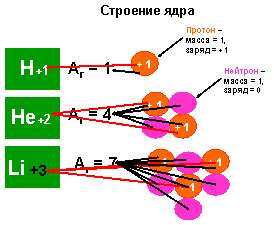 Строение ядра
Протон –
масса = 1,
заряд = +1
H +1 Ar = 1 +1
Нейтрон –
масса = 1,
заряд = 0
He +2 Ar = 4 +1
+1
Li +3 Ar = 7 +1
+1